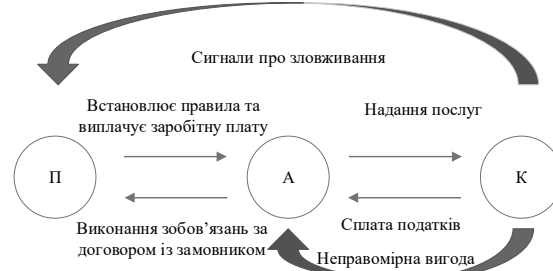 Сигнали про зловживання
Встановлює правила та
виплачує заробітну плату
Надання послуг
П
А
К
Виконання зобов’язань за
договором із замовником
Сплата податків
Неправомірна вигода